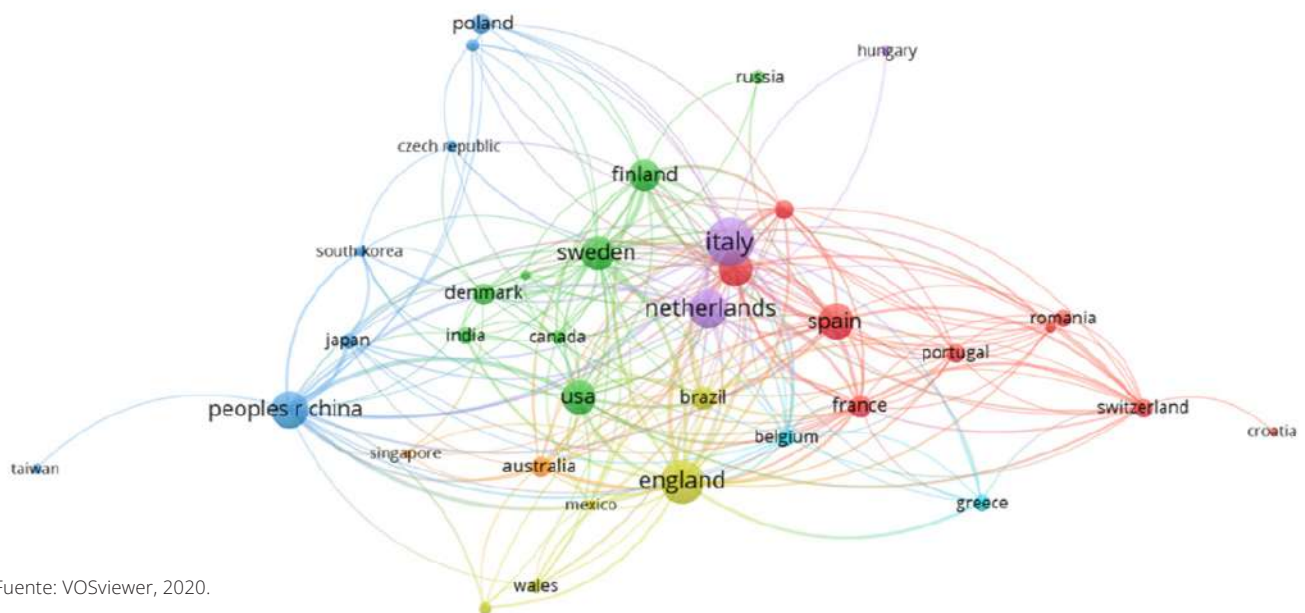 poland
hungary
russia
czech republic
finland
italy
south korea
sweden
denmark
netherlands
spain
romania
japan
india
canada
portugal
peoples r china
usa
brazil
france
switzerland
belgium
croatia
taiwan
singapore
australia
england
mexico
greece
wales
Fuente: VOSviewer, 2020.